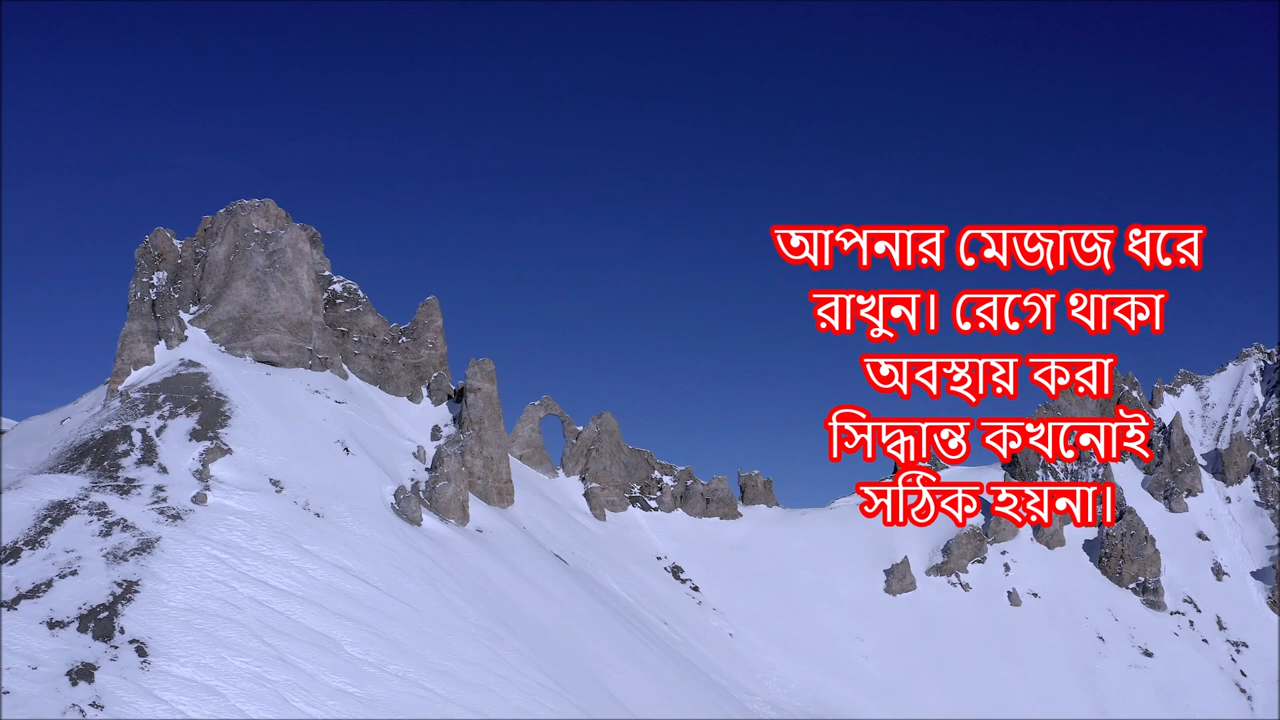 আপনার মেজাজ ধরে
রাখুন। রেগে থাকা
অবস্থায় করা
সিদ্ধান্ত কখনোই
সঠিক হয়না।